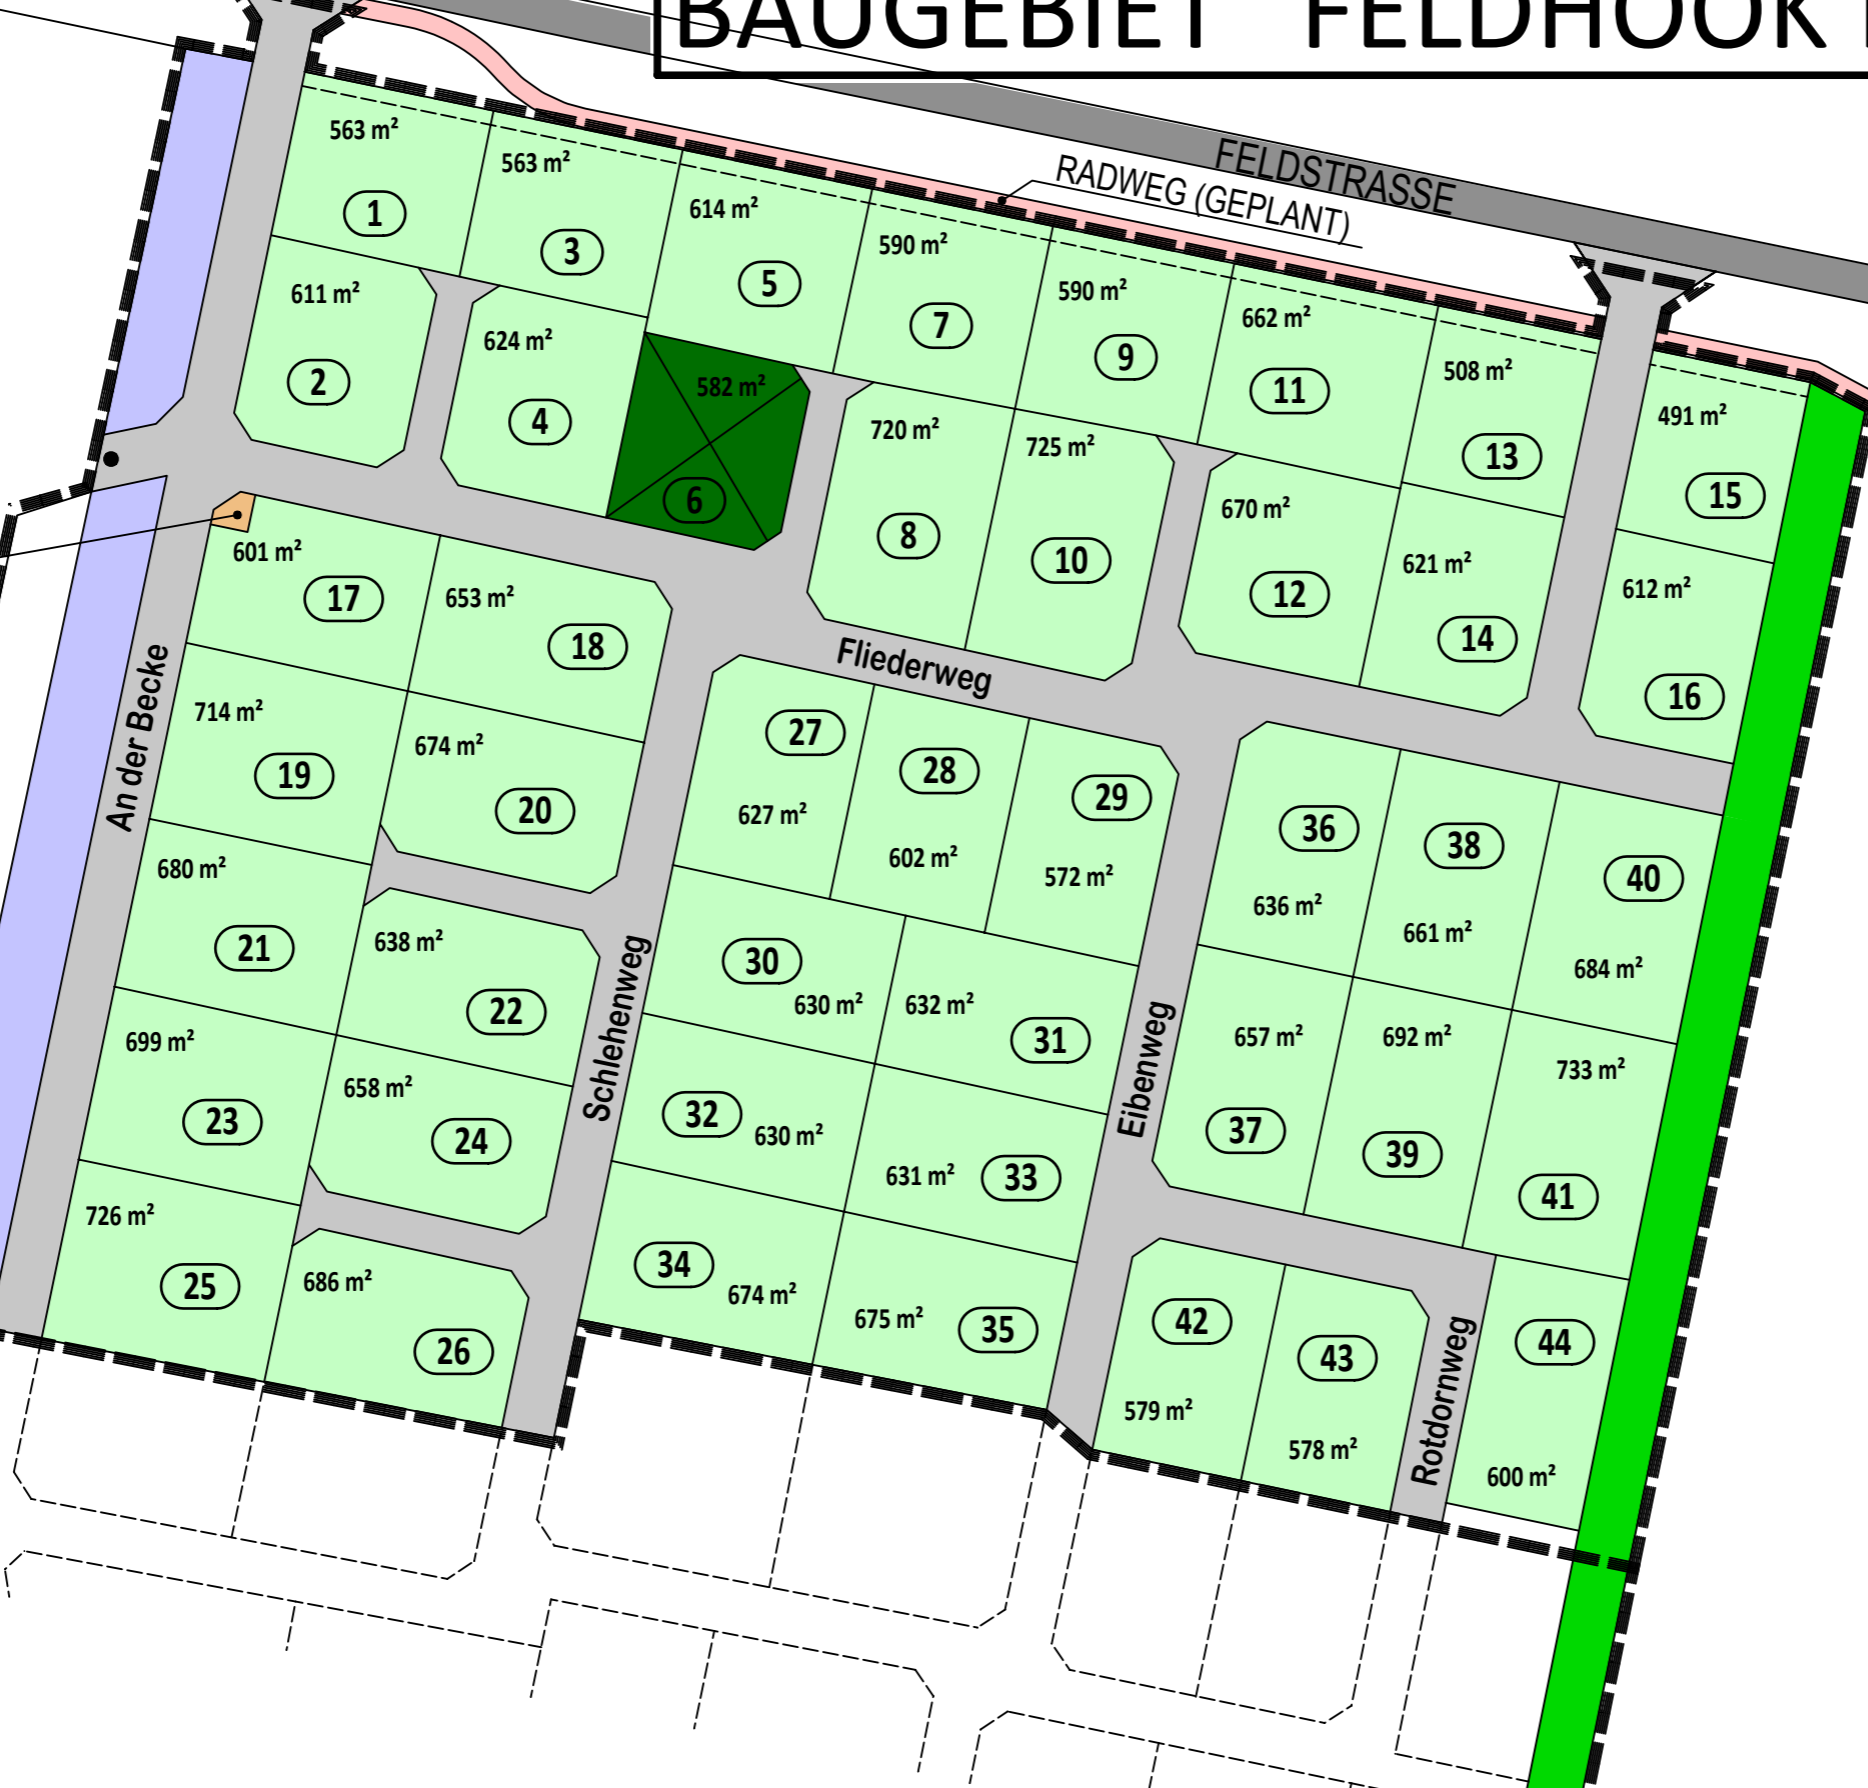 BAUGEBIET FELDHOOK
FELDSTRASSE
RADWEG (GEPLANT)
563 m²
1
563 m²
3
614 m²
5
590 m²
7
590 m²
9
662 m²
11
508 m²
13
491 m²
15
611 m²
2
624 m²
4
582 m²
6
720 m²
8
725 m²
10
670 m²
12
621 m²
14
612 m²
16
Fliederweg
An der Becke
601 m²
17
653 m²
18
714 m²
19
674 m²
20
680 m²
21
638 m²
22
699 m²
23
658 m²
24
726 m²
25
686 m²
26
Schlehenweg
27
627 m²
28
602 m²
29
572 m²
30
630 m²
632 m²
31
32
630 m²
631 m²
33
34
674 m²
675 m²
35
Eibenweg
36
636 m²
38
661 m²
40
684 m²
657 m²
37
692 m²
39
733 m²
41
42
579 m²
43
578 m²
Rotdornweg
44
600 m²